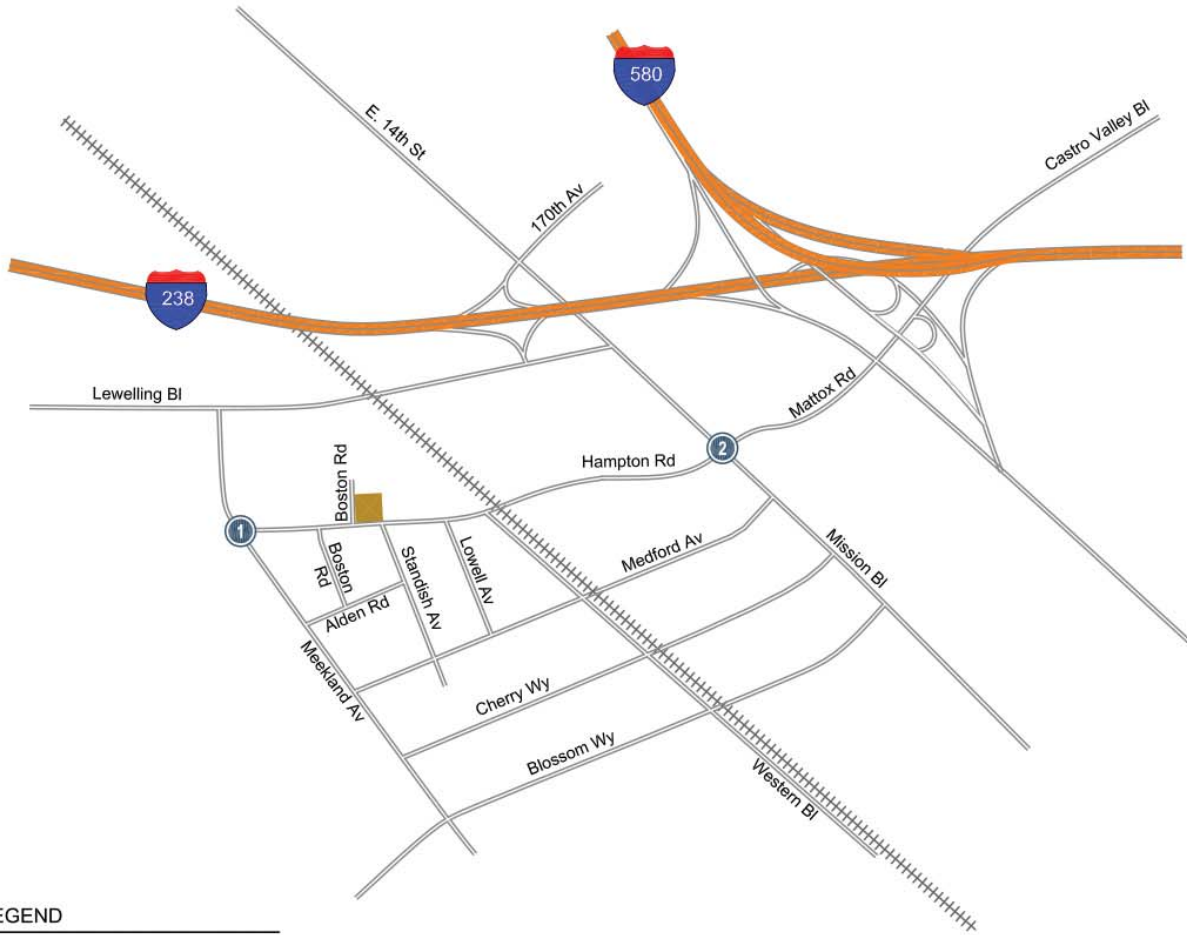 580
E. 14th St
Castro Valley Bl
170th Av
238
Lewelling Bl
Mattox Rd
2
Hampton Rd
Boston Rd
1
Boston
Rd
Standish Av
Lowell Av
Medford Av
Mission Bl
Alden Rd
Meekland Av
Cherry Wy
Blossom Wy
Western Bl
EGEND